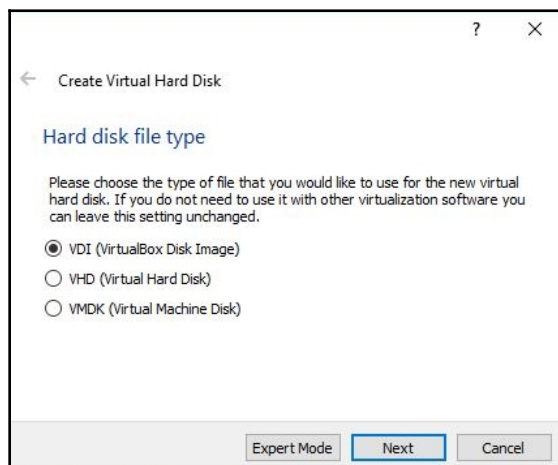 ?
Create Virtual Hard Disk
Hard disk file type
Please choose the type of file that you would like to use for the new virtual
hard disk. If you do not need to use it with other virtualization software you
can leave this setting unchanged.
VDI (VirtualBox Disk Image)
VHD (Virtual Hard Disk)
VMDK (Virtual Machine Disk)
Expert Mode Next Cancel